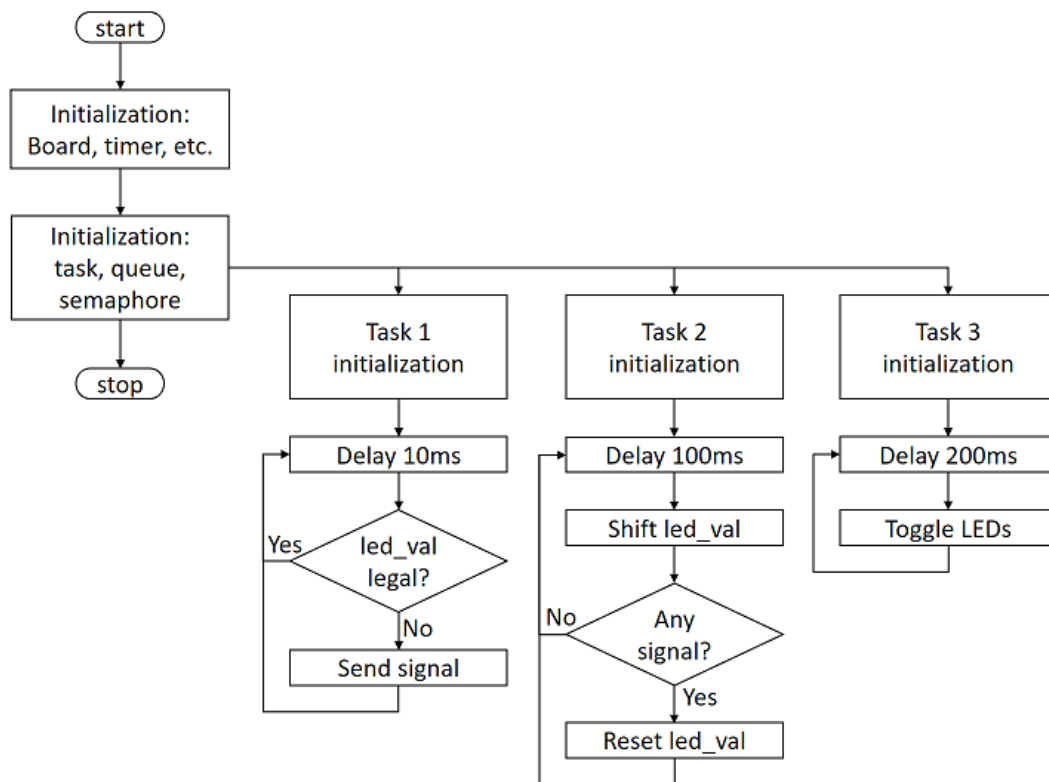 start
Initialization:
Board, timer, etc.
Initialization:
task, queue,
semaphore
stop
Task 1
initialization
Delay 10ms
Yes
led_val
legal?
No
Send signal
Task 2
initialization
Delay 100ms
Shift led_val
No
Any
signal?
Yes
Reset led_val
Task 3
initialization
Delay 200ms
Toggle LEDs